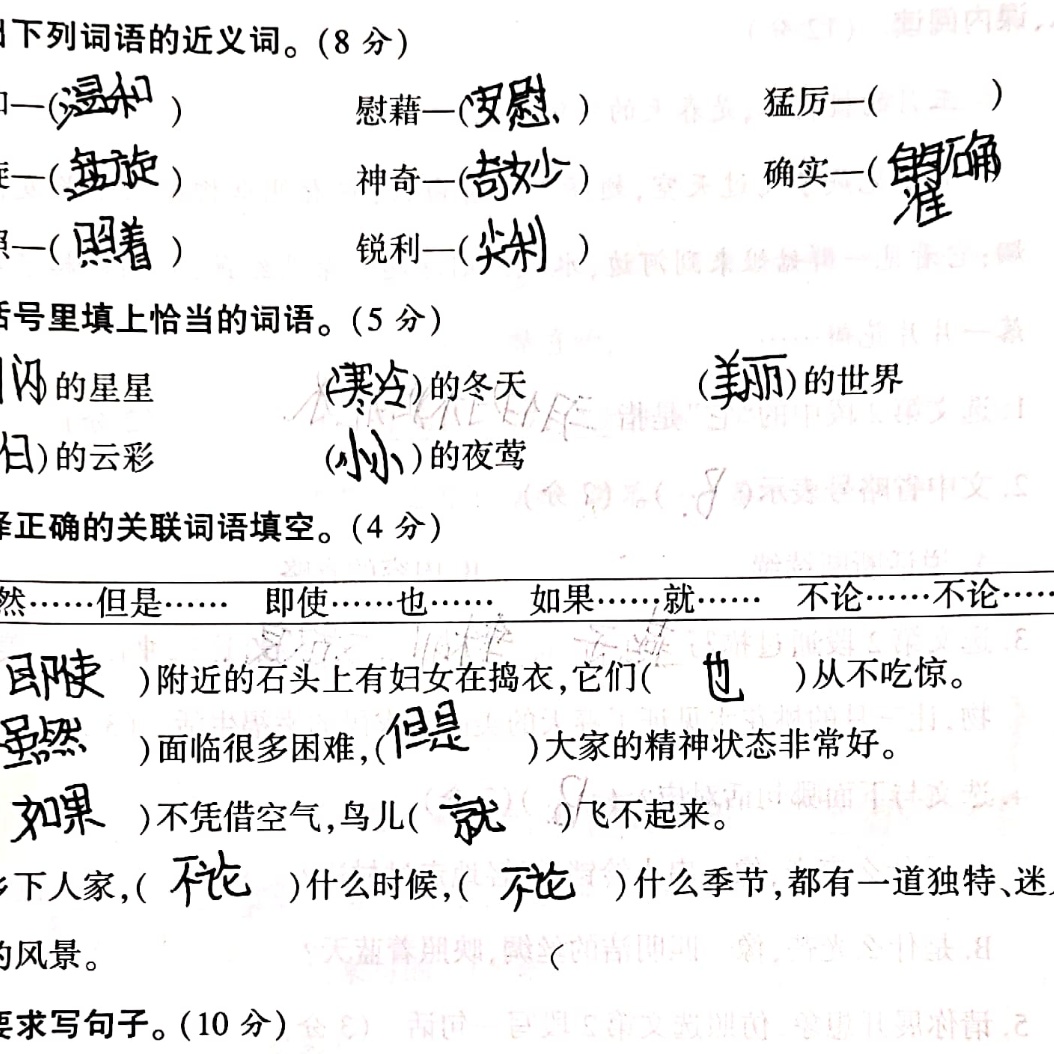 下列词语的近义词。(8 分)
和—(温和) 慰藉—(安慰) 猛厉—( )
旋—(盘旋) 神奇—(奇妙) 确实—(准确)
照—(照着) 锐利—(尖利)
括号里填上恰当的词语。(5 分)
闪的星星 (寒冷)的冬天 (美丽)的世界
)的云彩 (小小)的夜莺
择正确的关联词语填空。(4 分)
然……但是…… 即使……也…… 如果……就…… 不论……不论……
即使)附近的石头上有妇女在捣衣,它们( 也 )从不吃惊。
虽然)面临很多困难,(但是)大家的精神状态非常好。
如果)不凭借空气,鸟儿( 就 )飞不起来。
乡下人家,( 不论 )什么时候,( 不论 )什么季节,都有一道独特、迷人
的风景。 (
要求写句子。(10 分)